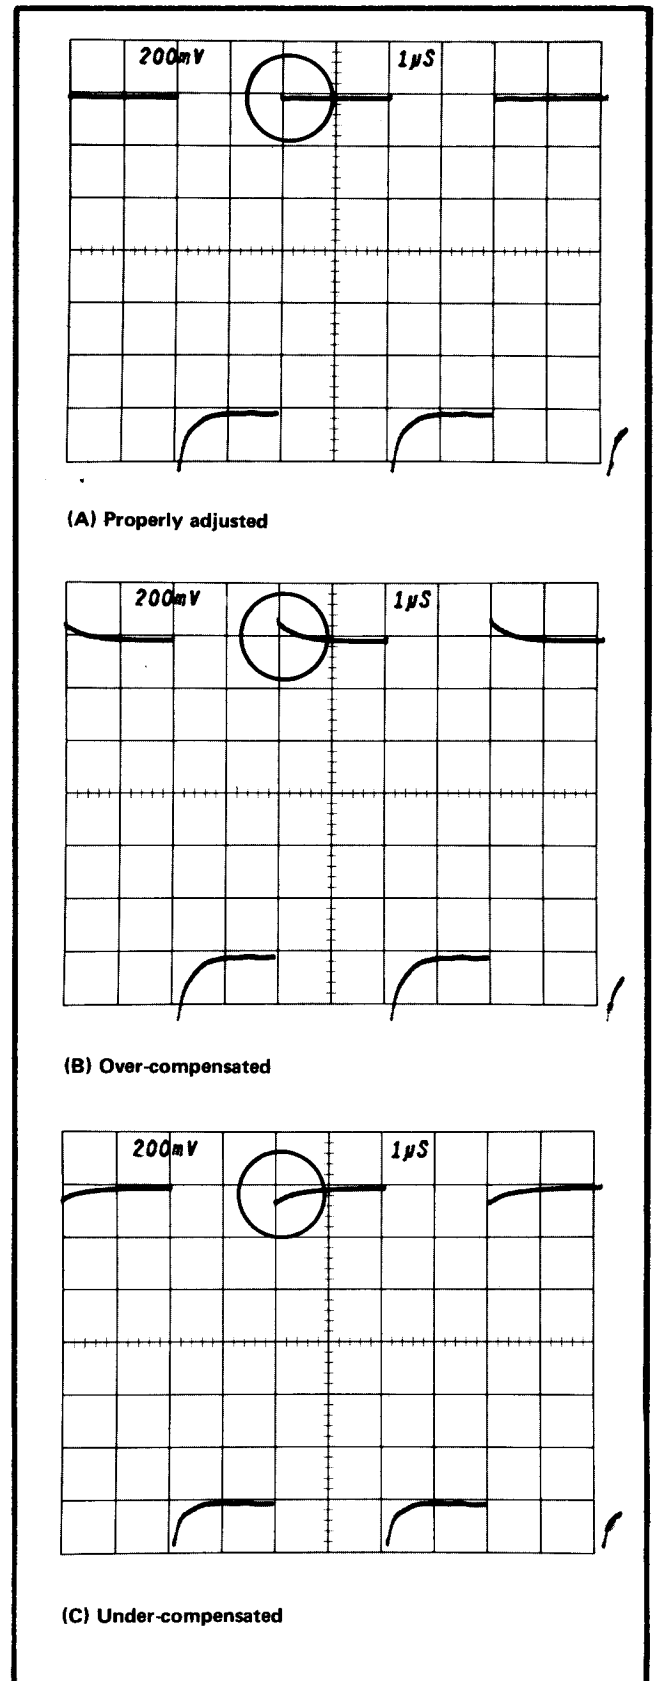 200mV 1µS
(A) Properly adjusted
200mV 1µS
(B) Over-compensated
200mV 1µS
(C) Under-compensated